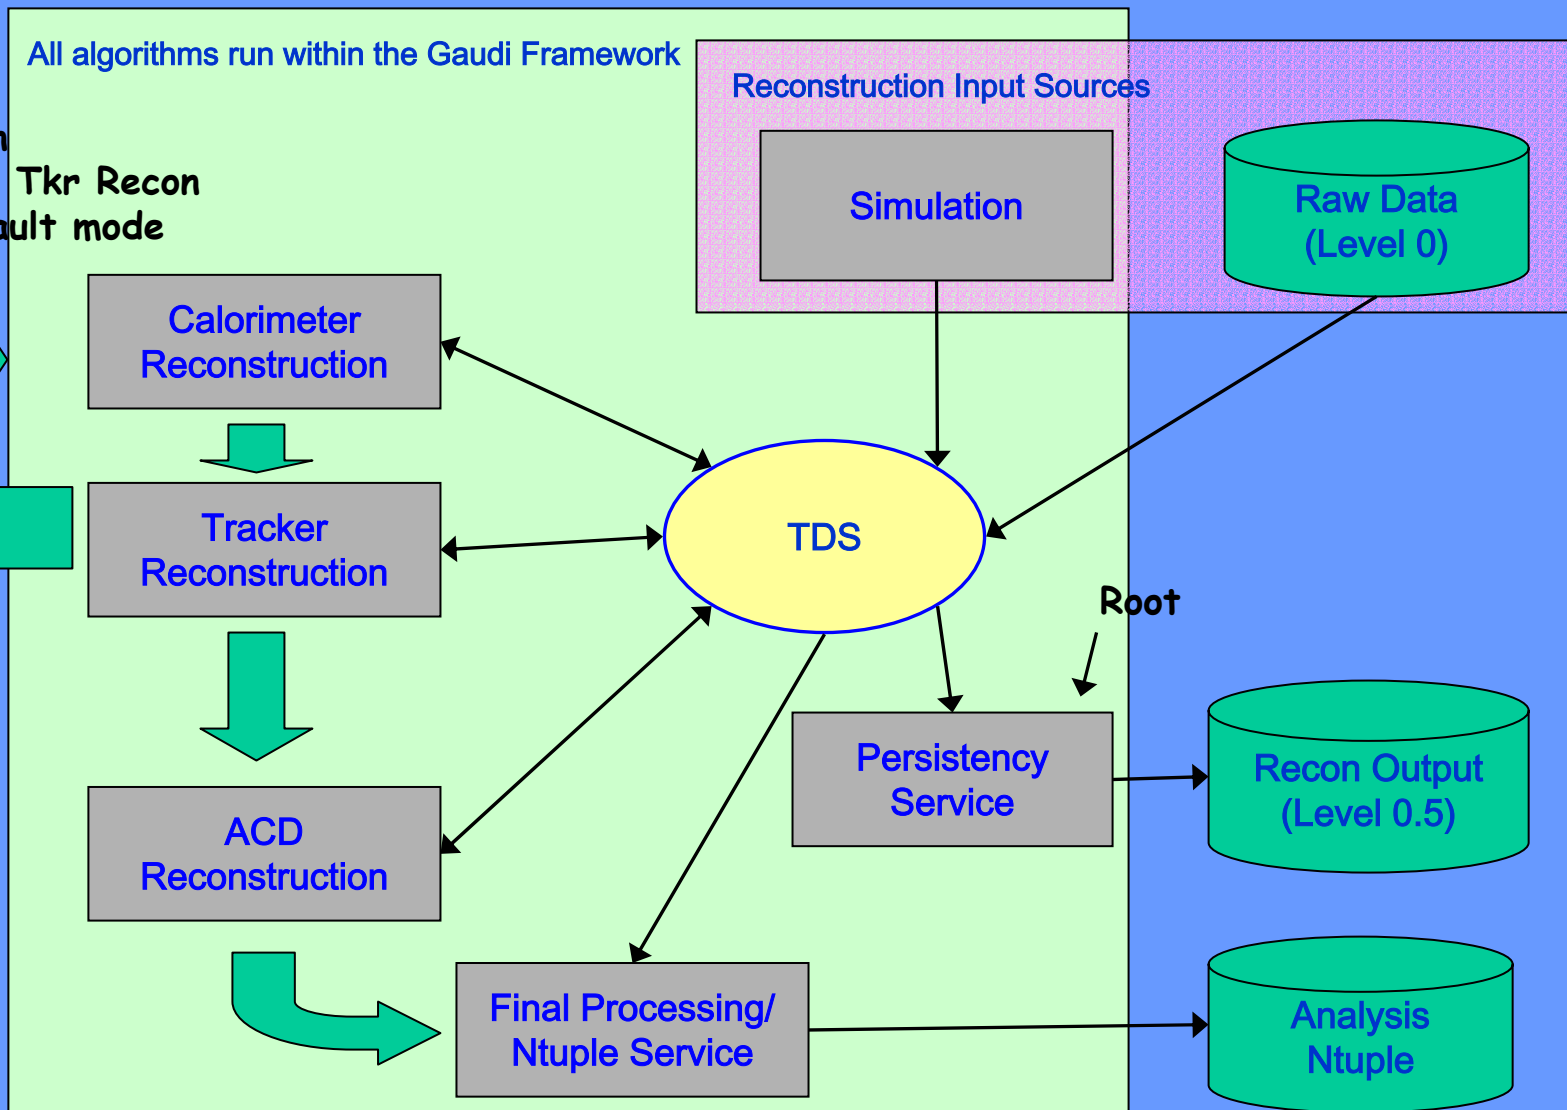 All algorithms run within the Gaudi Framework
Reconstruction Input Sources
Tkr Recon
mode
Simulation
Raw Data
(Level 0)
Calorimeter
Reconstruction
Tracker
Reconstruction
TDS
Root
Persistency
Service
Recon Output
(Level 0.5)
ACD
Reconstruction
Final Processing/
Ntuple Service
Analysis
Ntuple